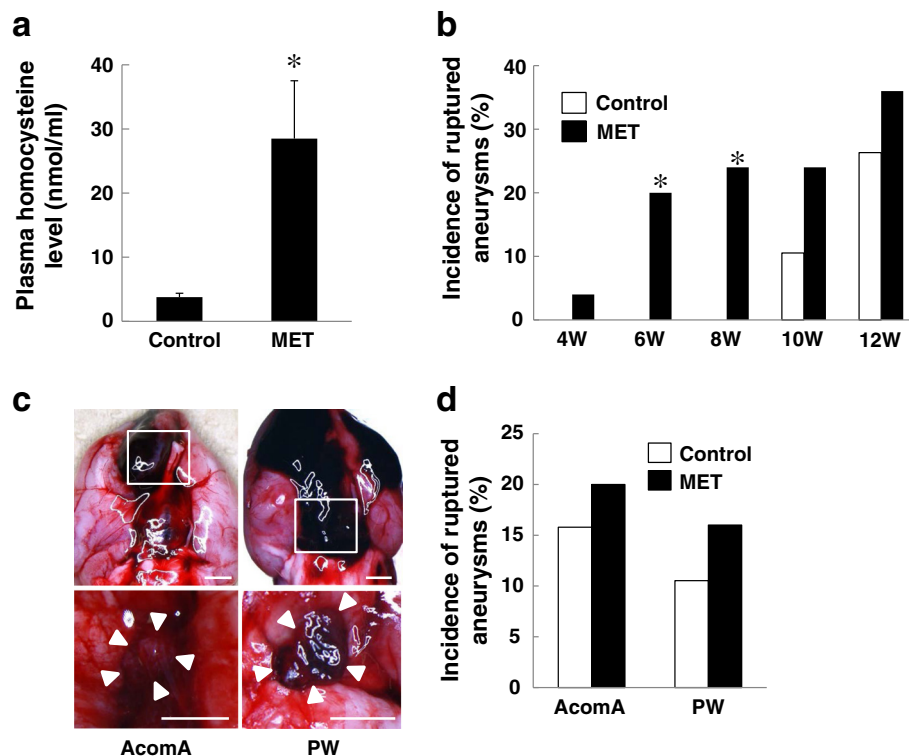 a
Plasma homocysteine
level (nmol/ml)
40
30
20
10
0
*
Control
MET
b
Incidence of ruptured
aneurysms (%)
40
30
20
10
0
Control
MET
*
*
4W
6W
8W
10W
12W
c
AcomA
PW
d
Incidence of ruptured
aneurysms (%)
25
20
15
10
5
0
Control
MET
AcomA
PW